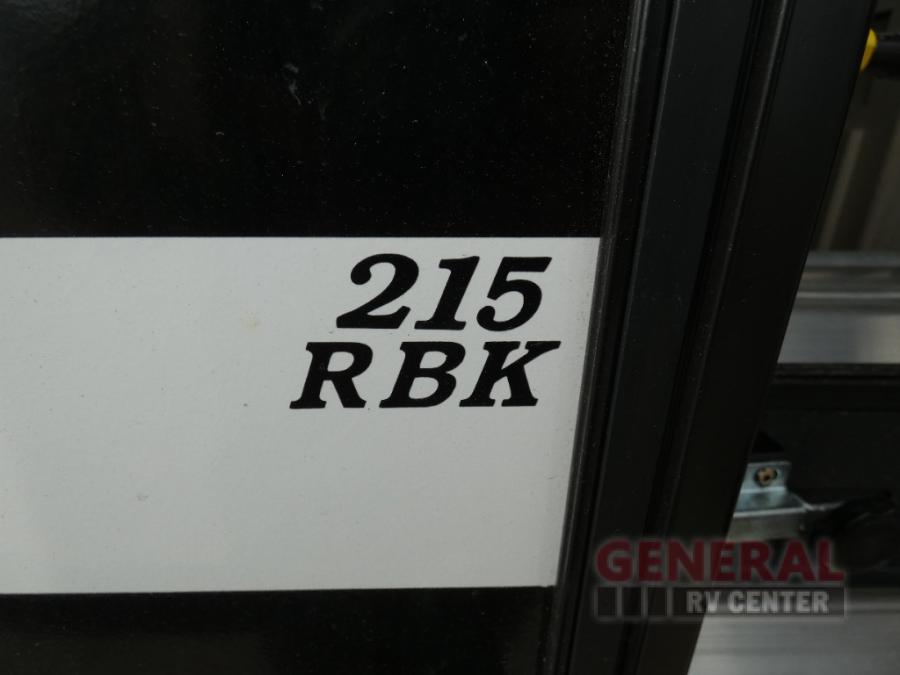 215
RBK
GENERAL
RV CENTER